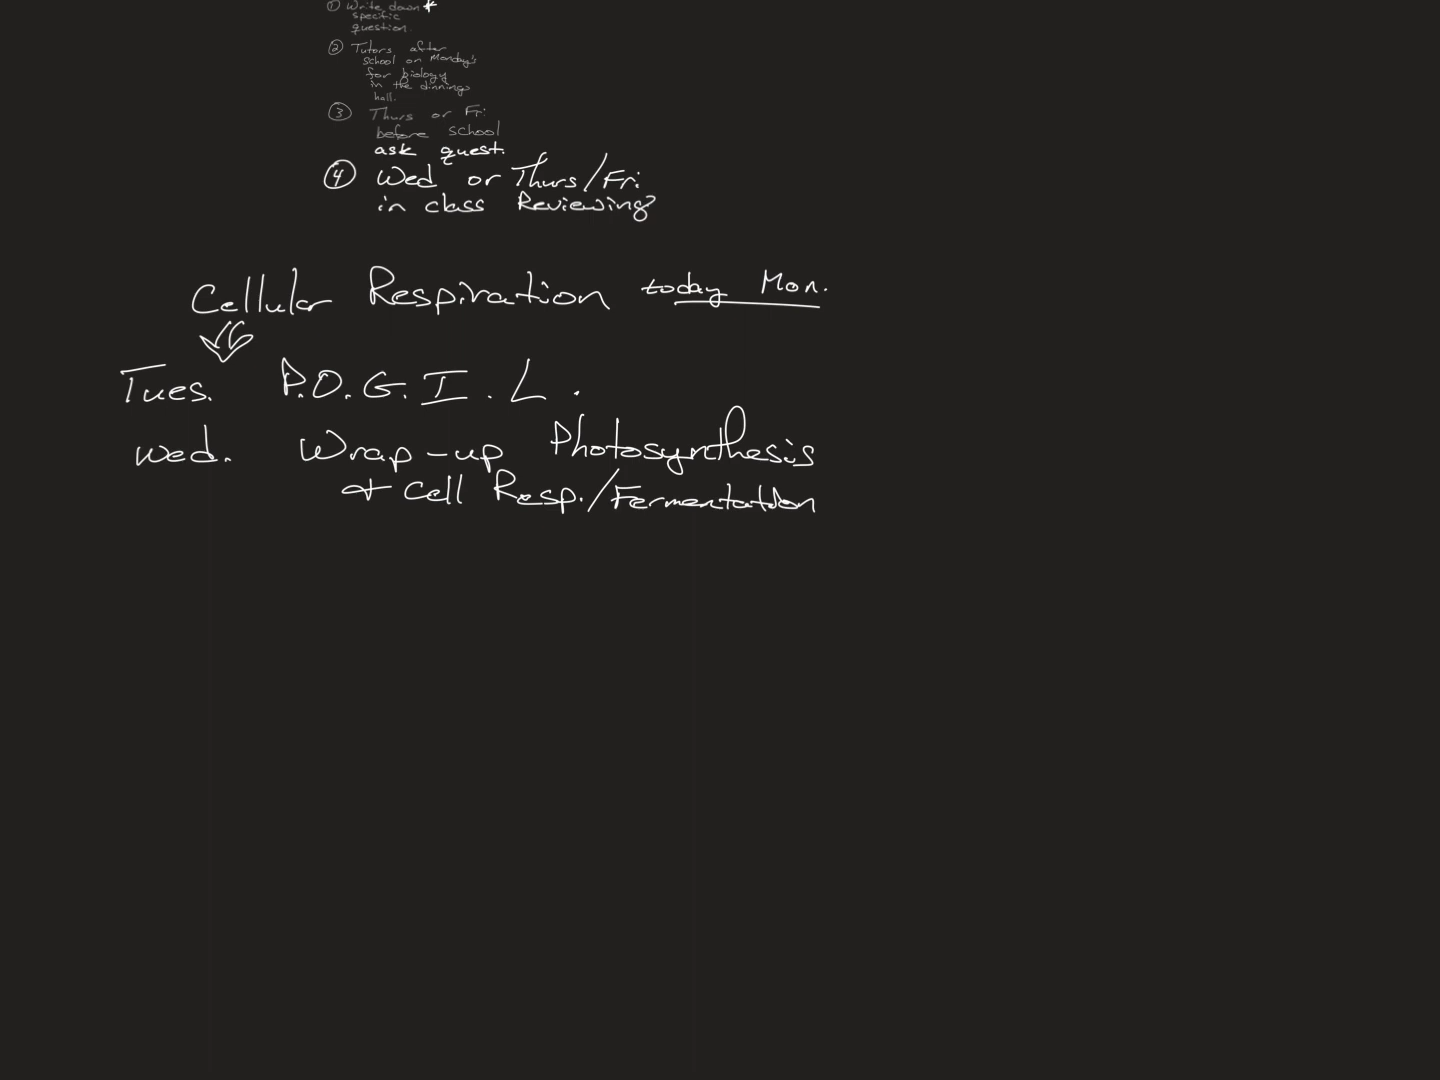 ① Write down *
specific
question.
② Tutors after
school on Monday's
for biology
in the dinnings
hall.
③ Thurs or Fri
before school
ask quest.
④ Wed or Thurs/Fri.
in class Reviewing?
Cellular Respiration today Mon.
Tues. P.O.G.I.L.
Wed. Wrap-up Photosynthesis
+ Cell Resp./Fermentation